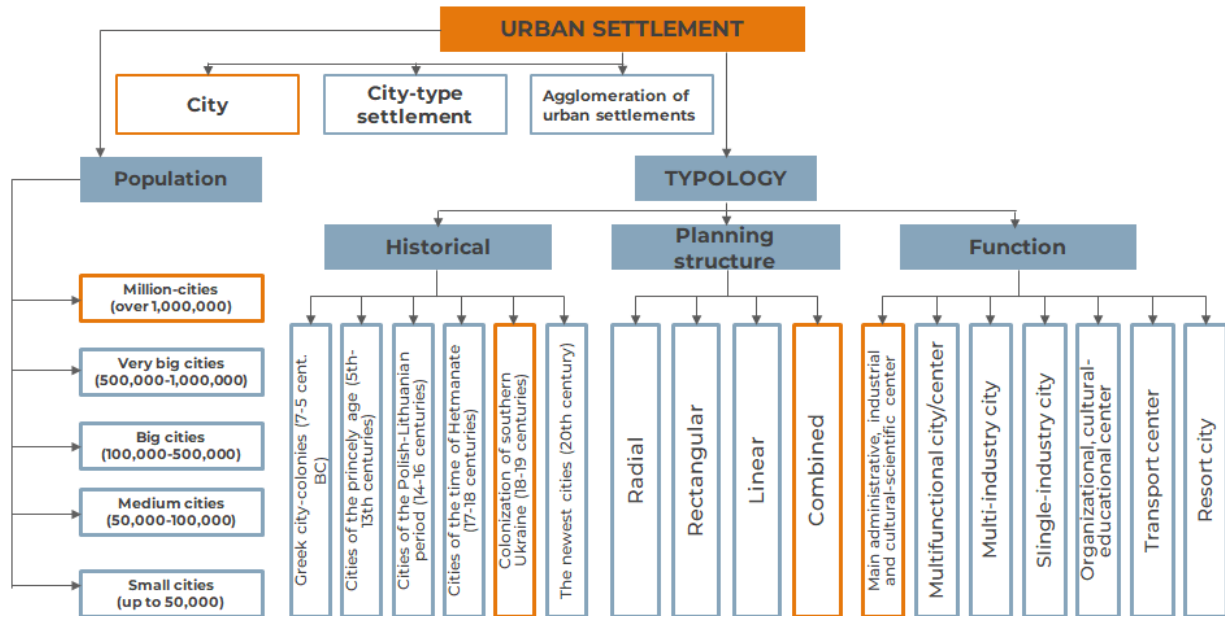 URBAN SETTLEMENT
City
City-type
settlement
Agglomeration of
urban settlements
Population
TYPOLOGY
Historical
Planning
structure
Function
Million-cities
(over 1,000,000)
Very big cities
(500,000-1,000,000)
Big cities
(100,000-500,000)
Medium cities
(50,000-100,000)
Small cities
(up to 50,000)
Greek city-colonies (7-5 cent.
BC)
Cities of the princely age (5th-
13th centuries)
Cities of the Polish-Lithuanian
period (14-16 centuries)
Cities of the time of Hetmanate
(17-18 centuries)
Colonization of southern
Ukraine (18-19 centuries)
The newest cities (20th century)
Radial
Rectangular
Linear
Combined
Main administrative, industrial
and cultural-scientific center
Multifunctional city/center
Multi-industry city
Slingle-industry city
Organizational, cultural-
educational center
Transport center
Resort city